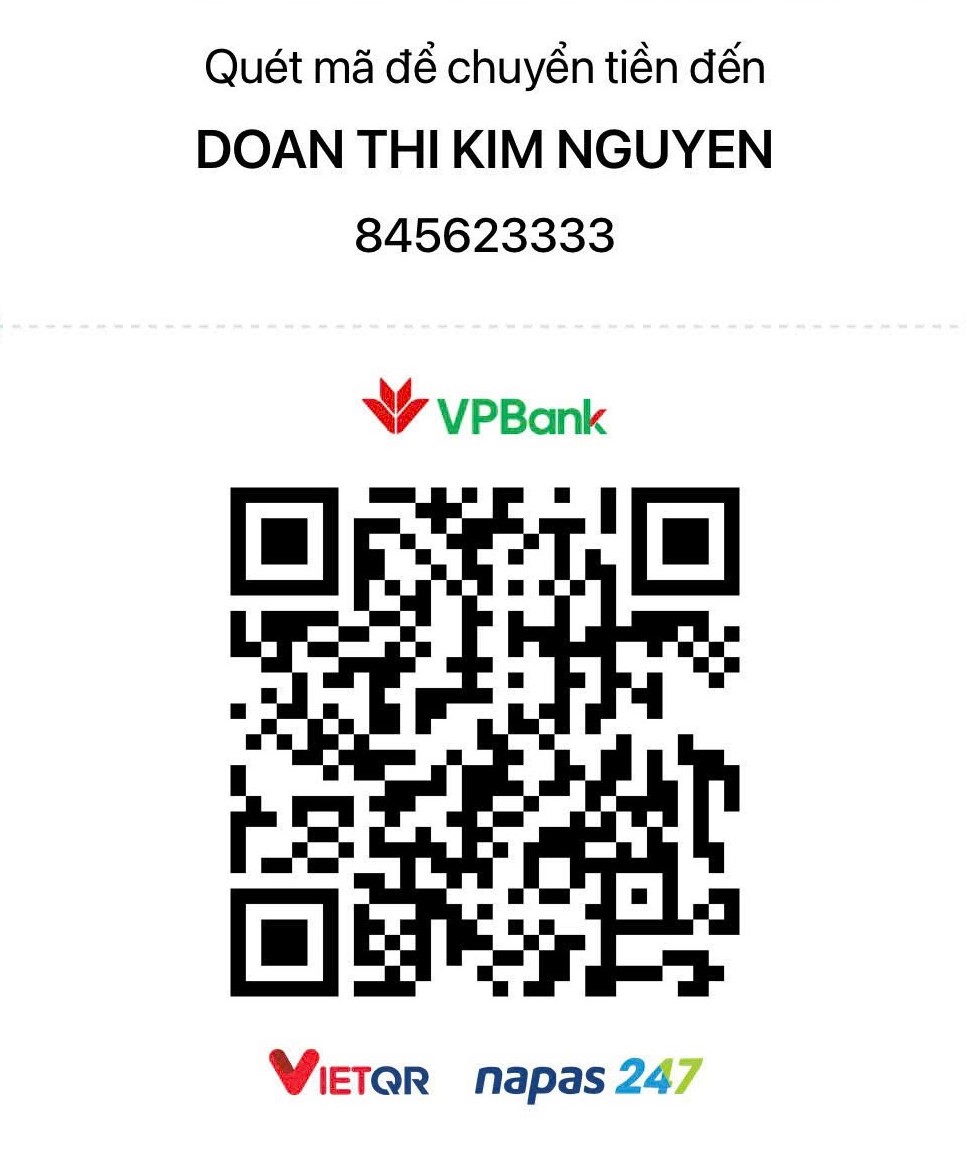 Quét mã để chuyển tiền đến
DOAN THI KIM NGUYEN
845623333
VPBank
VIETQR napas 247